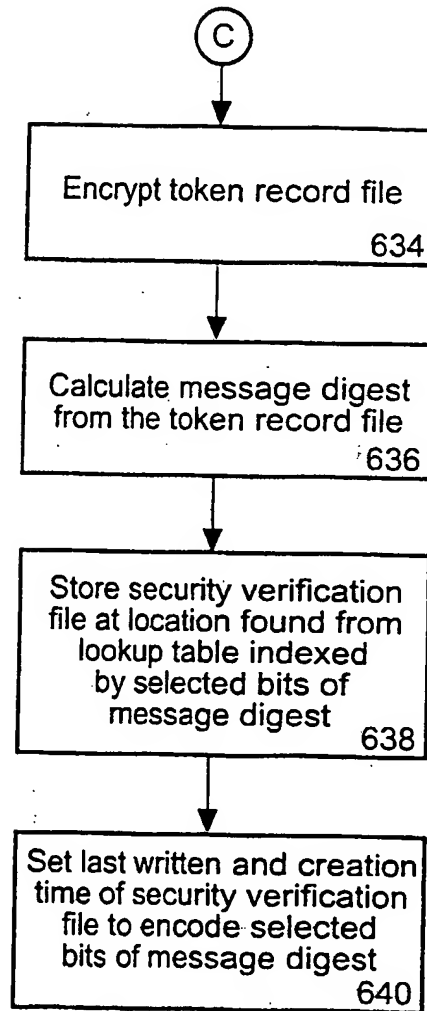 C
Encrypt token record file
634
Calculate message digest
from the token record file
636
Store security verification
file at location found from
lookup table indexed
by selected bits of
message digest
638
Set last written and creation
time of security verification
file to encode selected
bits of message digest
640